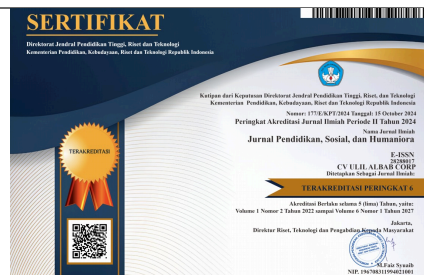 SERTIFIKAT
Direktorat Jendral Pendidikan Tinggi, Riset dan Teknologi
Kementerian Pendidikan, Kebudayaan, Riset dan Teknologi Republik Indonesia
Kutipan dari Keputusan Direktorat Jendral Pendidikan Tinggi, Riset, dan Teknologi
Kementerian Pendidikan, Kebudayaan, Riset dan Teknologi Republik Indonesia
Nomor: 177/E/KPT/2024 Tanggal: 15 October 2024
Peringkat Akreditasi Jurnal Ilmiah Periode II Tahun 2024
Nama Jurnal Ilmiah
Jurnal Pendidikan, Sosial, dan Humaniora
E-ISSN
28288017
CV ULIL ALBAB CORP
Ditetapkan Sebagai Jurnal Ilmiah:
TERAKREDITASI
TERAKREDITASI PERINGKAT 6
Akreditasi Berlaku selama 5 (lima) Tahun, yaitu:
Volume 1 Nomor 2 Tahun 2022 sampai Volume 6 Nomor 1 Tahun 2027
Jakarta,
Direktur Riset, Teknologi dan Pengabdian Kepada Masyarakat
M.Faiz Syuaib
NIP. 196708311994021001